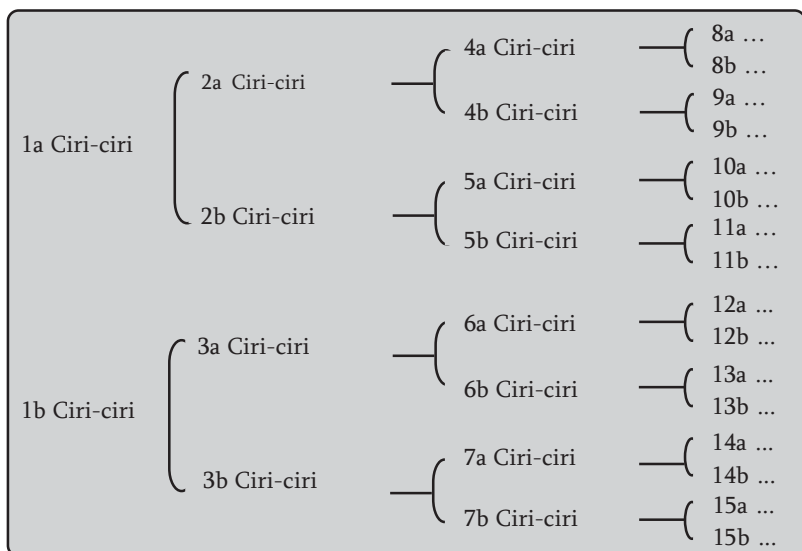 1a Ciri-ciri
2a Ciri-ciri
4a Ciri-ciri
8a …
8b …
4b Ciri-ciri
9a …
9b …
2b Ciri-ciri
5a Ciri-ciri
10a …
10b …
5b Ciri-ciri
11a …
11b …
1b Ciri-ciri
3a Ciri-ciri
6a Ciri-ciri
12a ...
12b ...
6b Ciri-ciri
13a ...
13b ...
3b Ciri-ciri
7a Ciri-ciri
14a ...
14b ...
7b Ciri-ciri
15a ...
15b ...